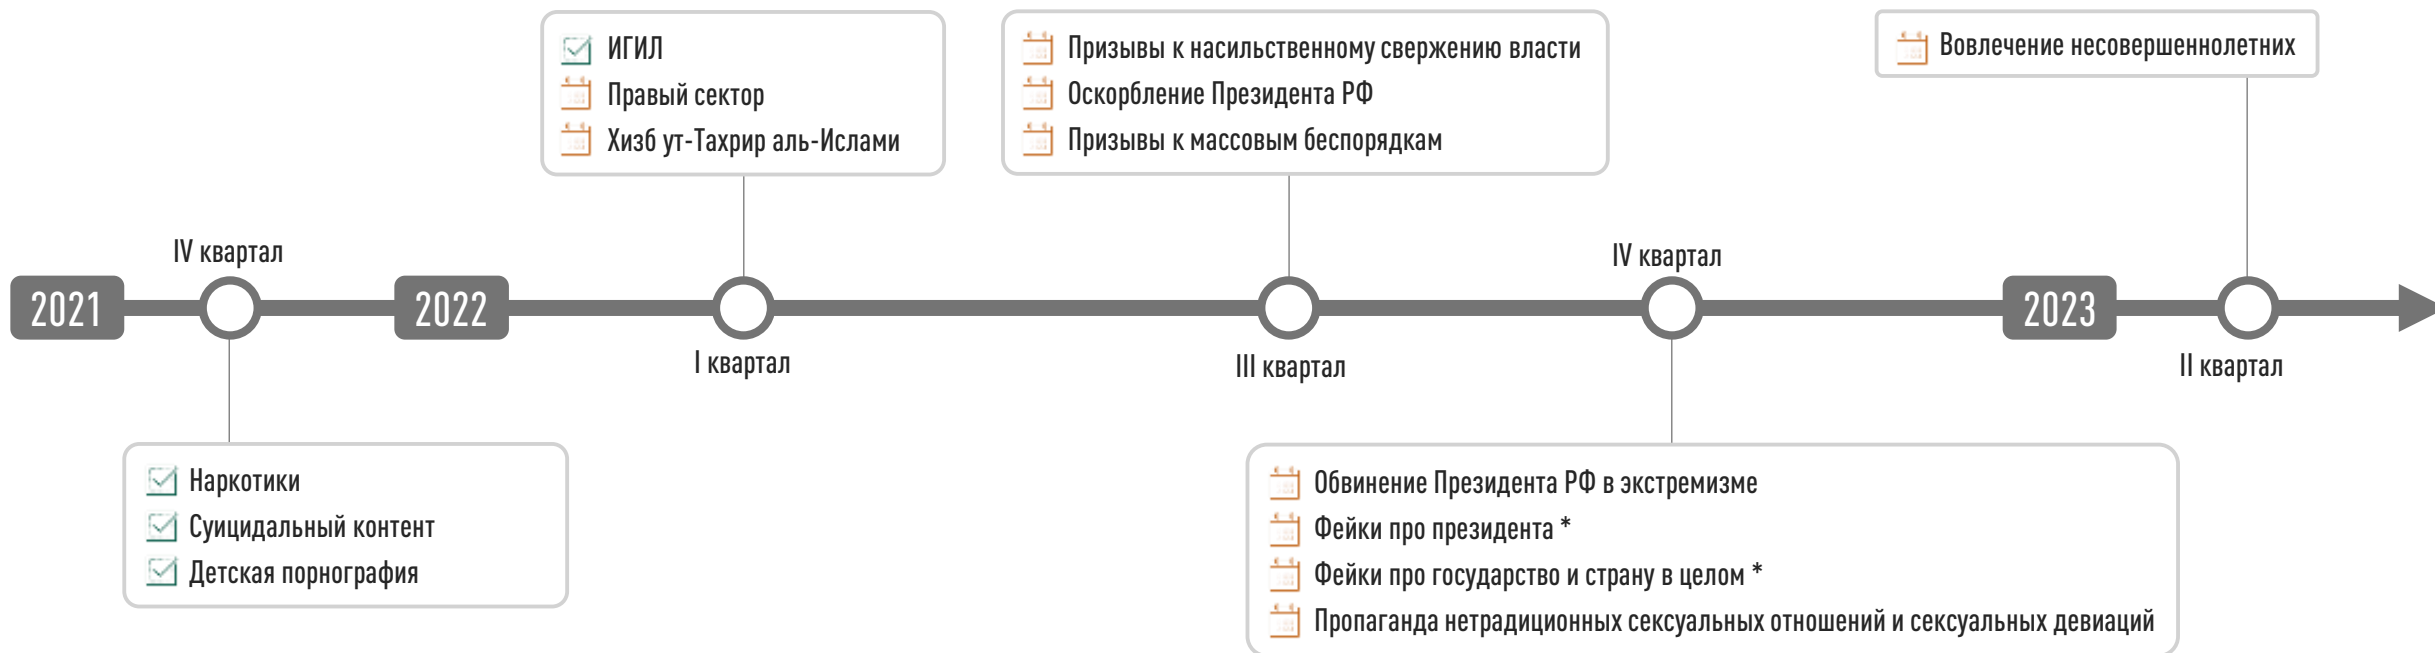 ИГИЛ
Правый сектор
Хизб ут-Тахрир аль-Ислами
Призывы к насильственному свержению власти
Оскорбление Президента РФ
Призывы к массовым беспорядкам
Вовлечение несовершеннолетних
2021
IV квартал
2022
I квартал
III квартал
IV квартал
2023
II квартал
Наркотики
Суицидальный контент
Детская порнография
Обвинение Президента РФ в экстремизме
Фейки про президента *
Фейки про государство и страну в целом *
Пропаганда нетрадиционных сексуальных отношений и сексуальных девиаций